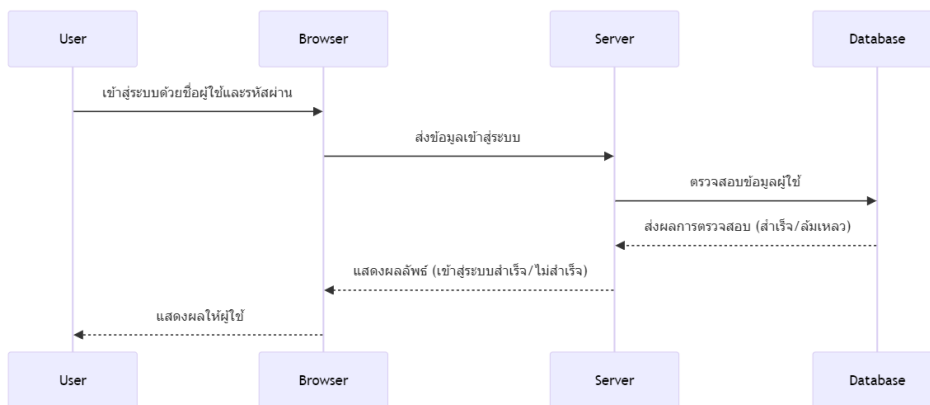 User
Browser
Server
Database
เข้าสู่ระบบด้วยชื่อผู้ใช้และรหัสผ่าน
ส่งข้อมูลเข้าสู่ระบบ
ตรวจสอบข้อมูลผู้ใช้
ส่งผลการตรวจสอบ (สำเร็จ/ล้มเหลว)
แสดงผลลัพธ์ (เข้าสู่ระบบสำเร็จ/ไม่สำเร็จ)
แสดงผลให้ผู้ใช้
User
Browser
Server
Database